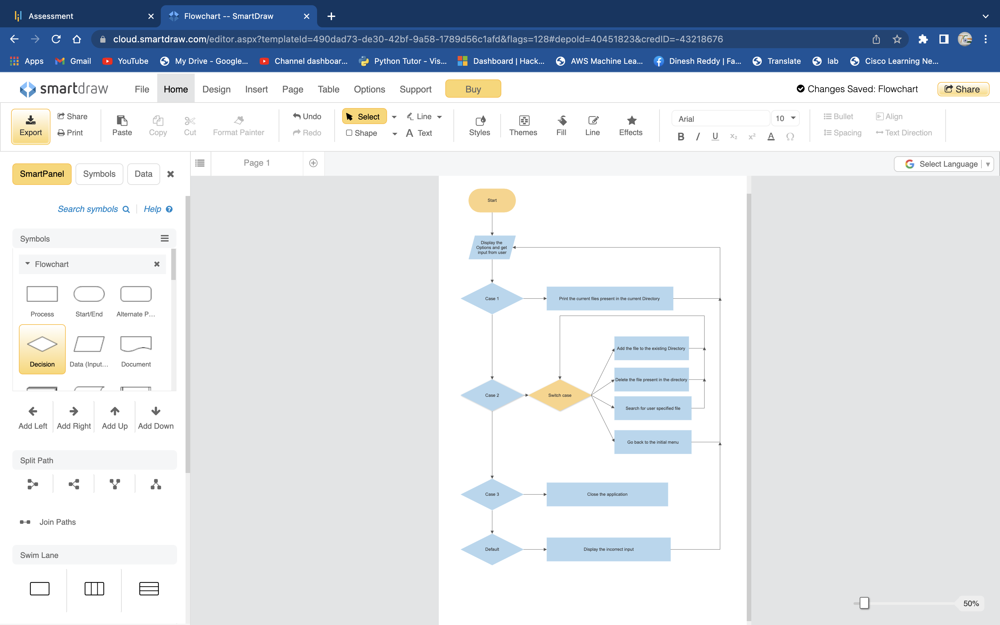 Assessment
Flowchart -- SmartDraw
cloud.smartdraw.com/editor.aspx?templateId=490dad73-de30-42bf-9a58-1789d56c1afd&flags=128#depoId=40451823&credID=-43218676
Apps Gmail YouTube My Drive - Google... Channel dashboar... Python Tutor - Vis... Dashboard | Hack... AWS Machine Lea... Dinesh Reddy | Fa... Translate lab Cisco Learning Ne...
smartdraw File Home Design Insert Page Table Options Support Buy Changes Saved: Flowchart Share
Export Share Print Paste Copy Cut Format Painter Undo Redo Select Line Shape Text Styles Themes Fill Line Effects
Arial 10
B I U x₂ x² A Ω
Bullet Align
Spacing Text Direction
SmartPanel Symbols Data
Page 1
Select Language
Search symbols Help
Symbols
Flowchart
Process Start/End Alternate P...
Decision Data (Input... Document
Add Left Add Right Add Up Add Down
Split Path
Join Paths
Swim Lane
Start
Display the
Options and get
input from user
Case 1
Print the current files present in the current Directory
Add the file to the existing Directory
Delete the file present in the directory
Case 2
Switch case
Search for user specified file
Go back to the initial menu
Case 3
Close the application
Default
Display the incorrect input
50%